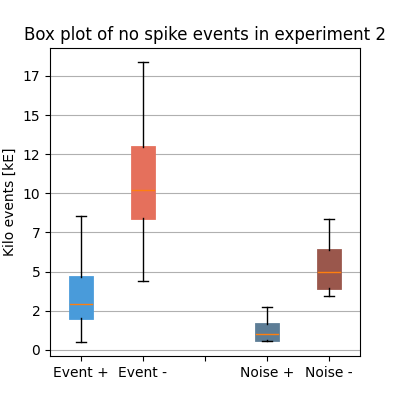 Box plot of no spike events in experiment 2
Kilo events [kE]
17
15
12
10
7
5
2
0
Event + Event - Noise + Noise -